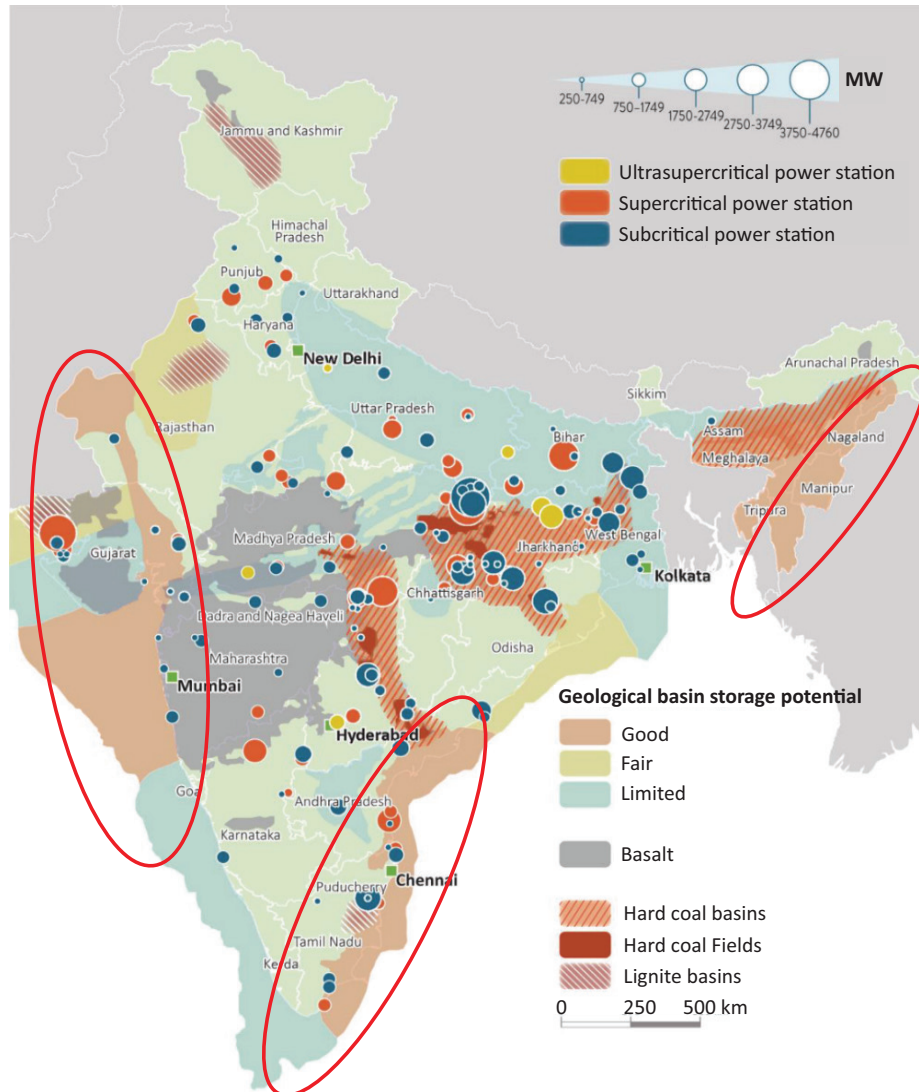 MW
250-749
750-1749
1750-2749
2750-3749
3750-4760
Ultrasupercritical power station
Supercritical power station
Subcritical power station
Jammu and Kashmir
Himachal
Pradesh
Punjub
Uttarakhand
Haryana
New Delhi
Arunachal Pradesh
Sikkim
Rajasthan
Uttar Pradesh
Bihar
Assam
Nagaland
Meghalaya
Manipur
Tripura
Gujarat
Madhya Pradesh
Jharkhand
West Bengal
Kolkata
Chhattisgarh
Dadra and Nagea Haveli
Maharashtra
Odisha
Mumbai
Hyderabad
Goa
Andhra Pradesh
Karnataka
Puducherry
Chennai
Tamil Nadu
Kerala
Geological basin storage potential
Good
Fair
Limited
Basalt
Hard coal basins
Hard coal Fields
Lignite basins
0 250 500 km